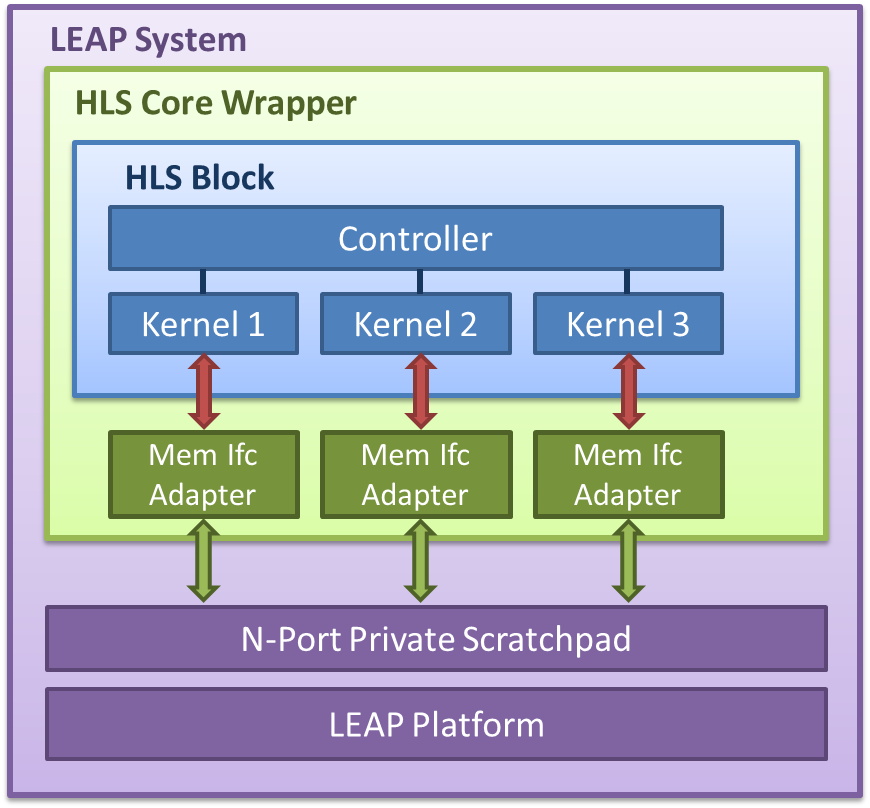 LEAP System
HLS Core Wrapper
HLS Block
Controller
Kernel 1
Kernel 2
Kernel 3
Mem Ifc
Adapter
Mem Ifc
Adapter
Mem Ifc
Adapter
N-Port Private Scratchpad
LEAP Platform